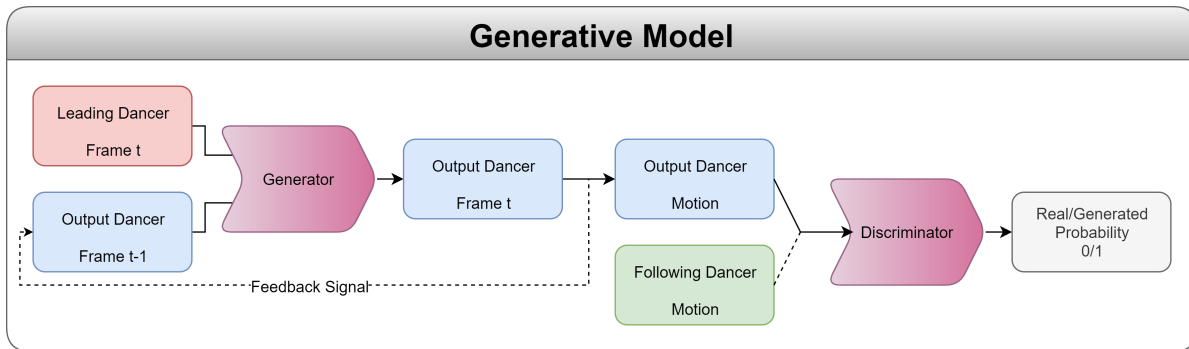 Generative Model
Leading Dancer
Frame t
Output Dancer
Frame t-1
Generator
Output Dancer
Frame t
Feedback Signal
Output Dancer
Motion
Following Dancer
Motion
Discriminator
Real/Generated
Probability
0/1